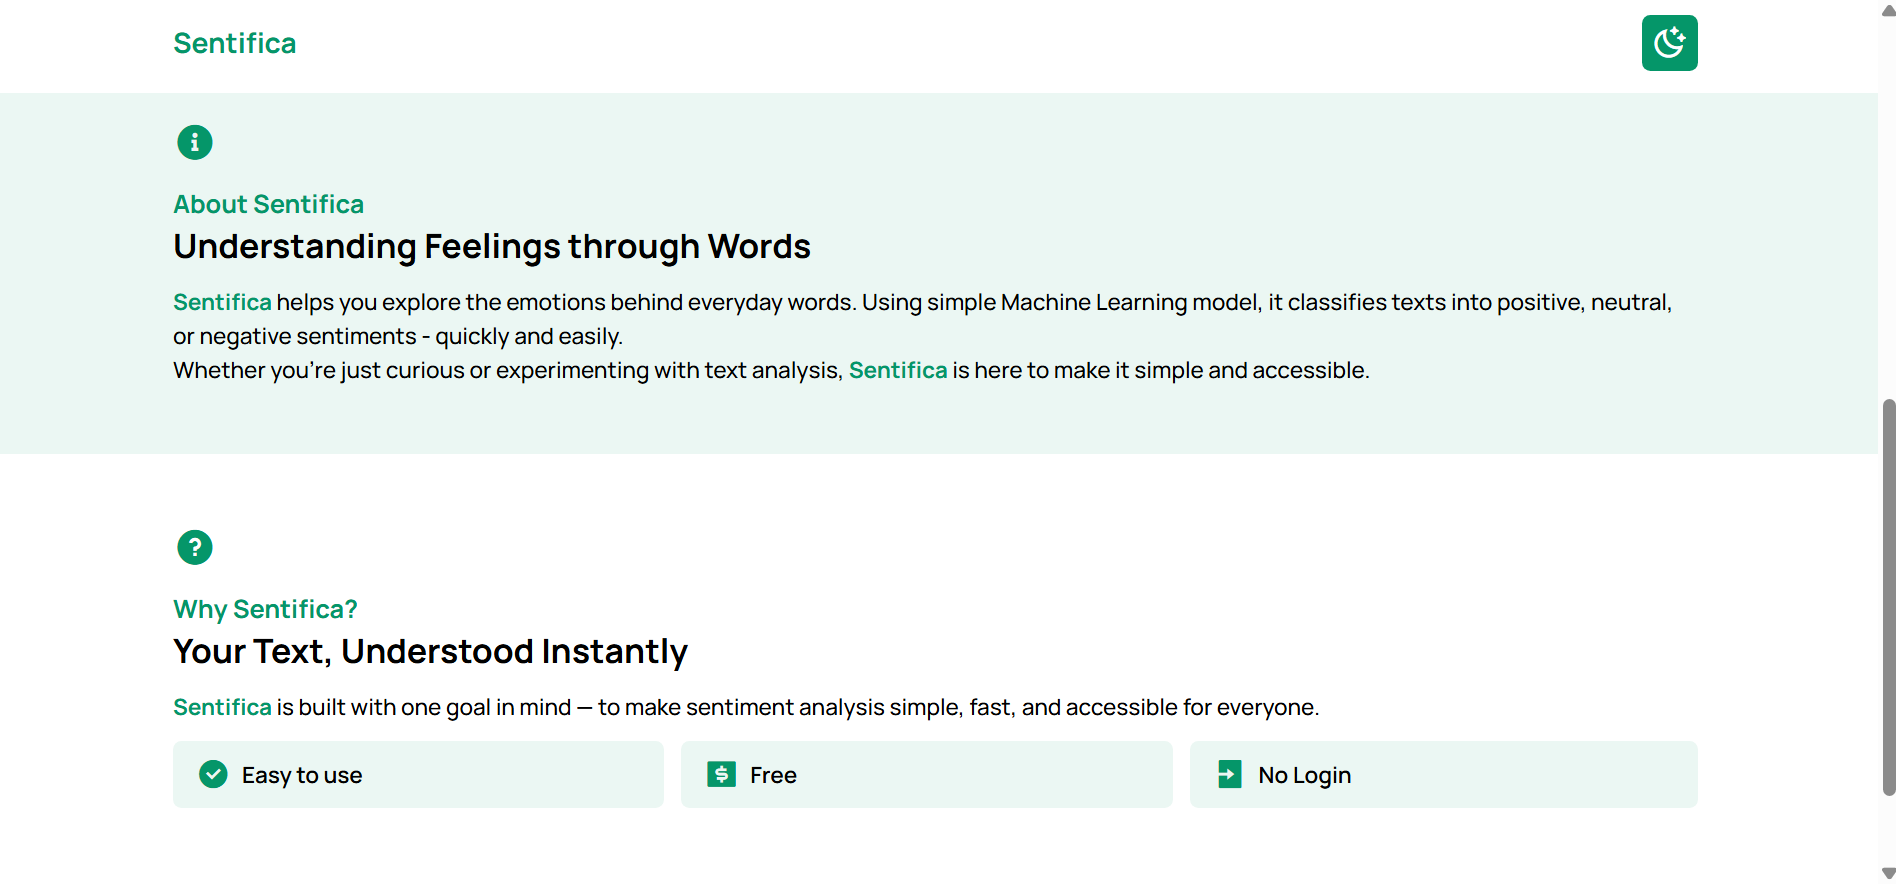 Sentifica
About Sentifica
Understanding Feelings through Words
Sentifica helps you explore the emotions behind everyday words. Using simple Machine Learning model, it classifies texts into positive, neutral,
or negative sentiments - quickly and easily.
Whether you’re just curious or experimenting with text analysis, Sentifica is here to make it simple and accessible.
Why Sentifica?
Your Text, Understood Instantly
Sentifica is built with one goal in mind — to make sentiment analysis simple, fast, and accessible for everyone.
Easy to use
Free
No Login